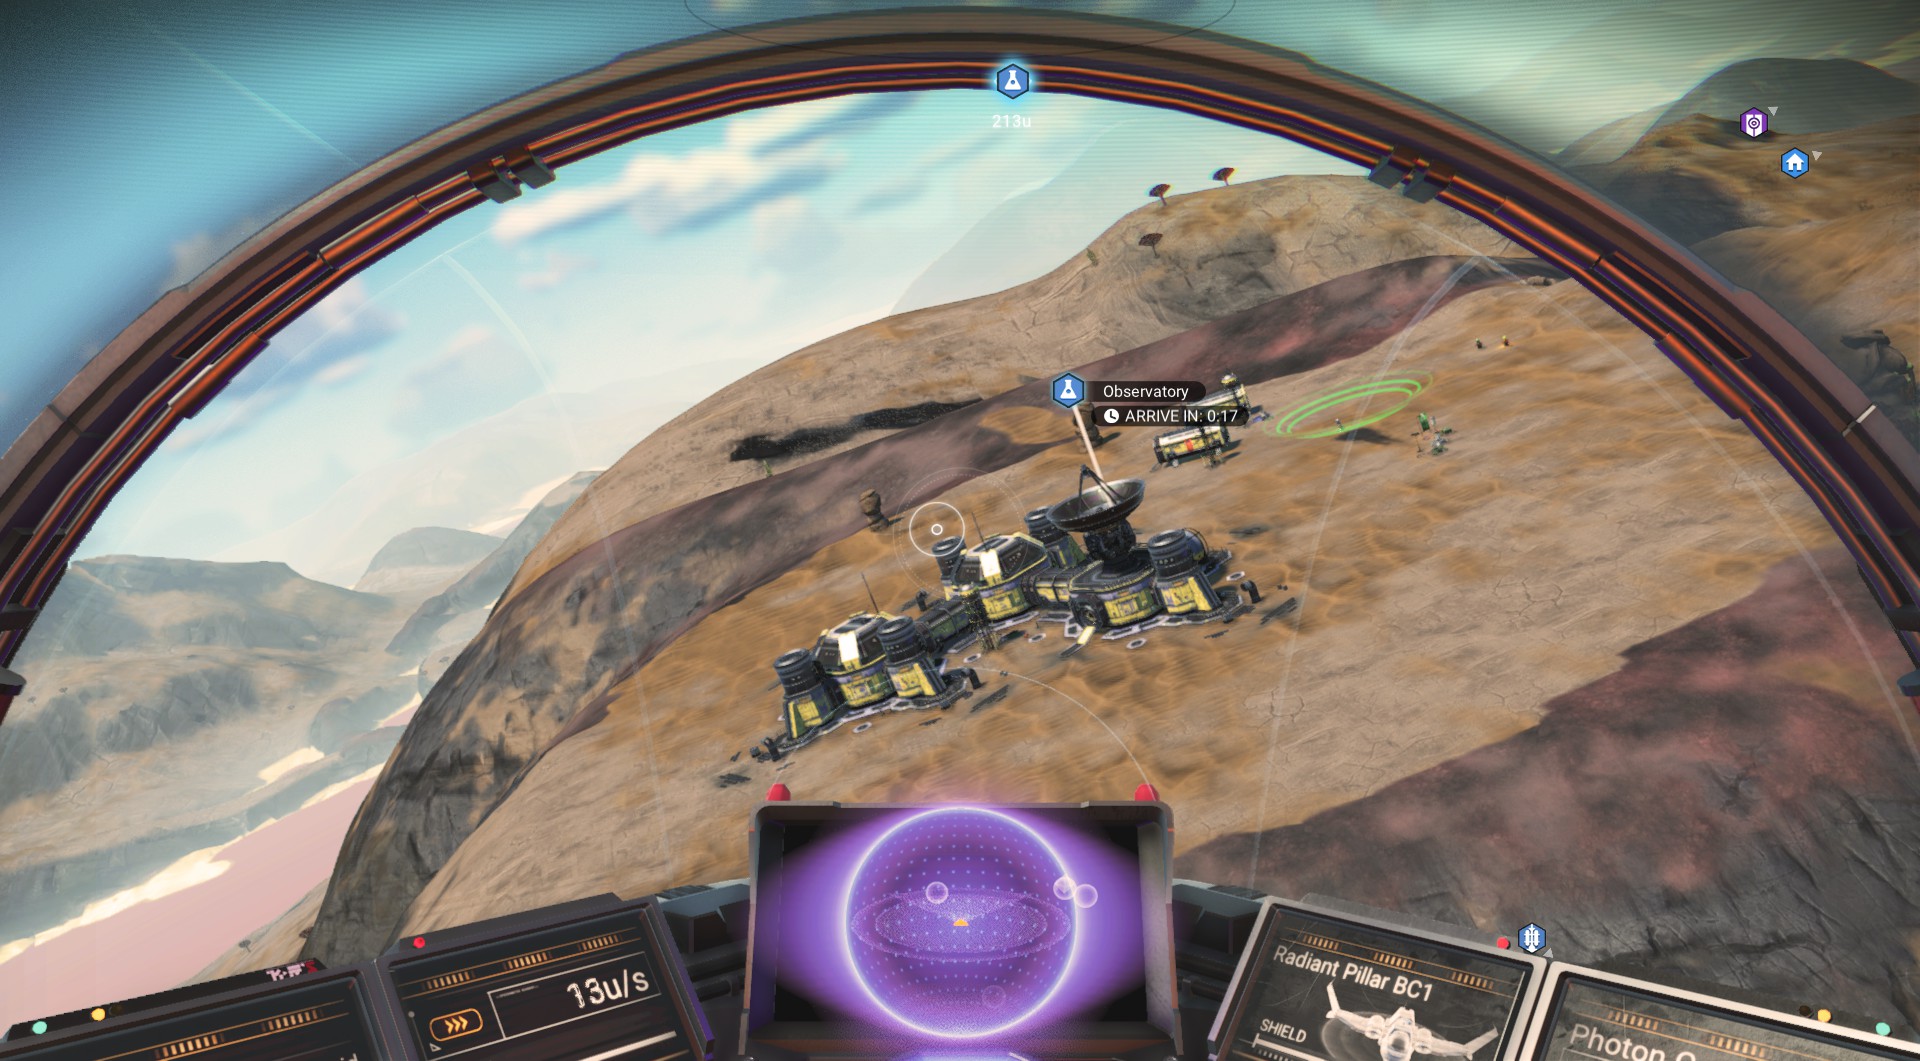 213u
Observatory
ARRIVE IN: 0:17
13u/s
Radiant Pillar BC1
SHIELD
Photon